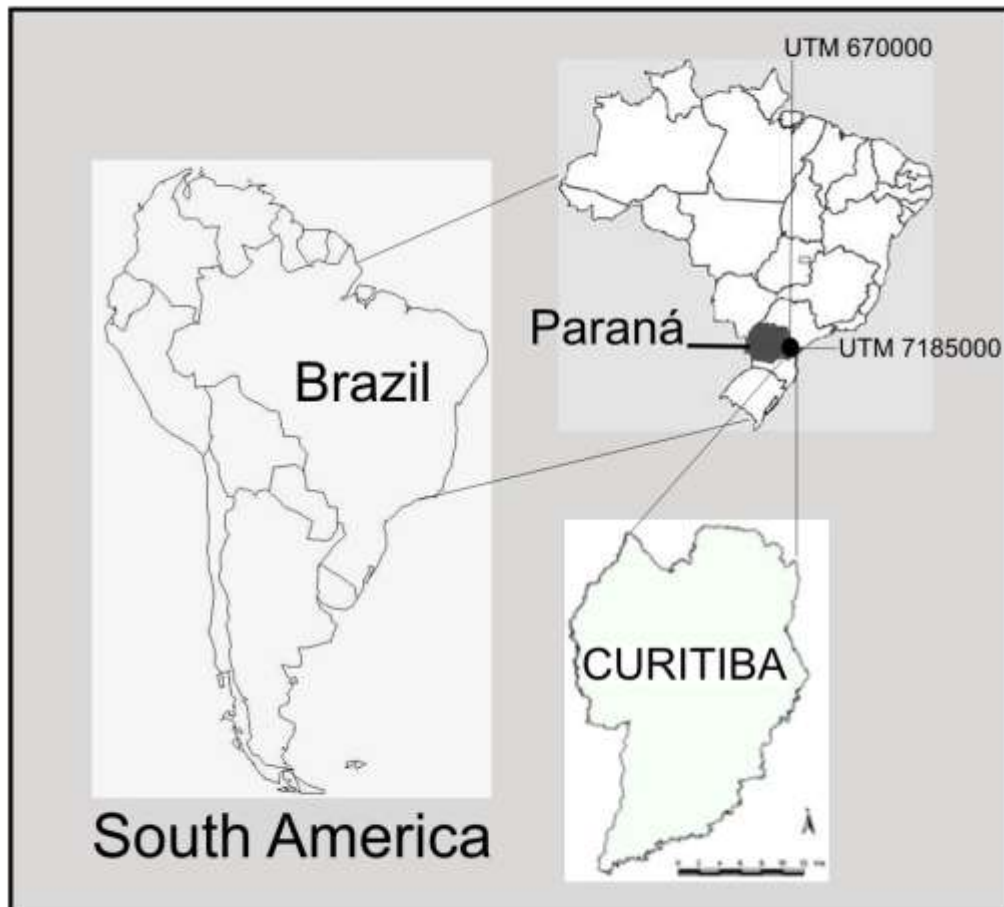 UTM 670000
Paraná
UTM 7185000
Brazil
CURITIBA
South America